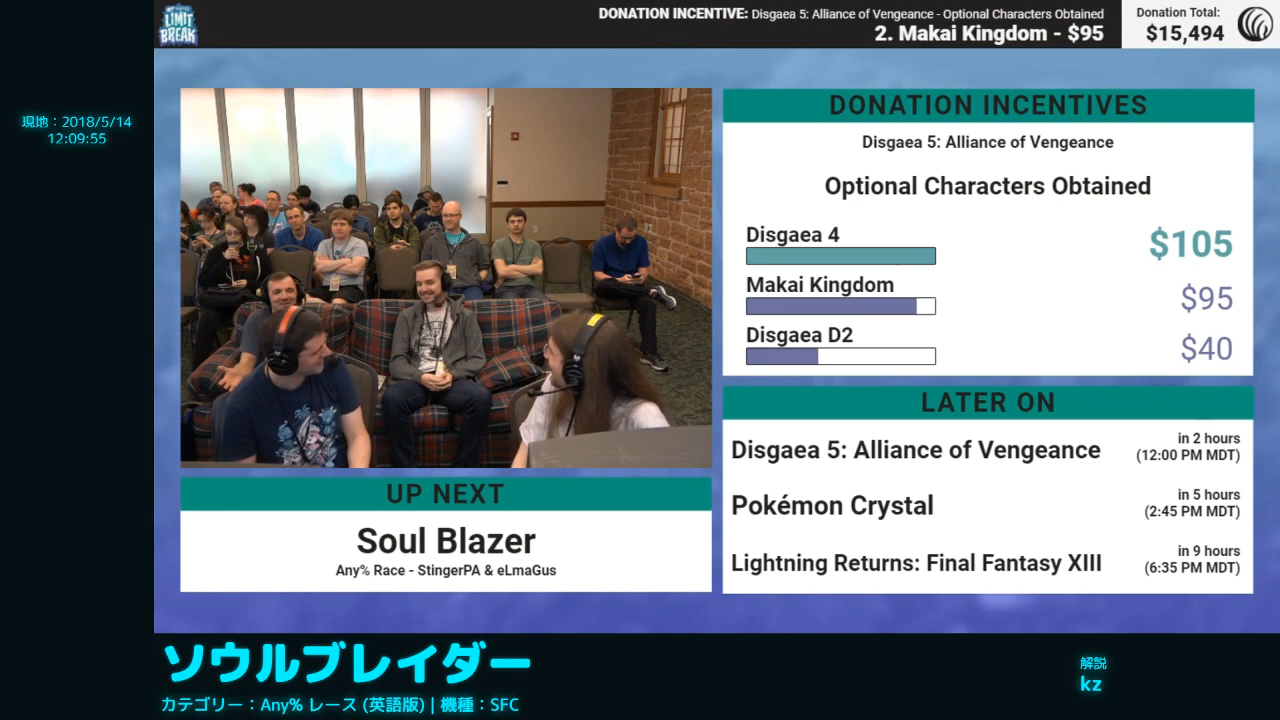 LIMIT
BREAK
DONATION INCENTIVE: Disgaea 5: Alliance of Vengeance - Optional Characters Obtained
2. Makai Kingdom - $95
Donation Total:
$15,494
現地：2018/5/14
12:09:55
DONATION INCENTIVES
Disgaea 5: Alliance of Vengeance
Optional Characters Obtained
Disgaea 4
$105
Makai Kingdom
$95
Disgaea D2
$40
UP NEXT
Soul Blazer
Any% Race - StingerPA & eLmaGus
LATER ON
Disgaea 5: Alliance of Vengeance
in 2 hours
(12:00 PM MDT)
Pokémon Crystal
in 5 hours
(2:45 PM MDT)
Lightning Returns: Final Fantasy XIII
in 9 hours
(6:35 PM MDT)
ソウルブレイダー
カテゴリー：Any% レース (英語版) | 機種：SFC
解説
kz